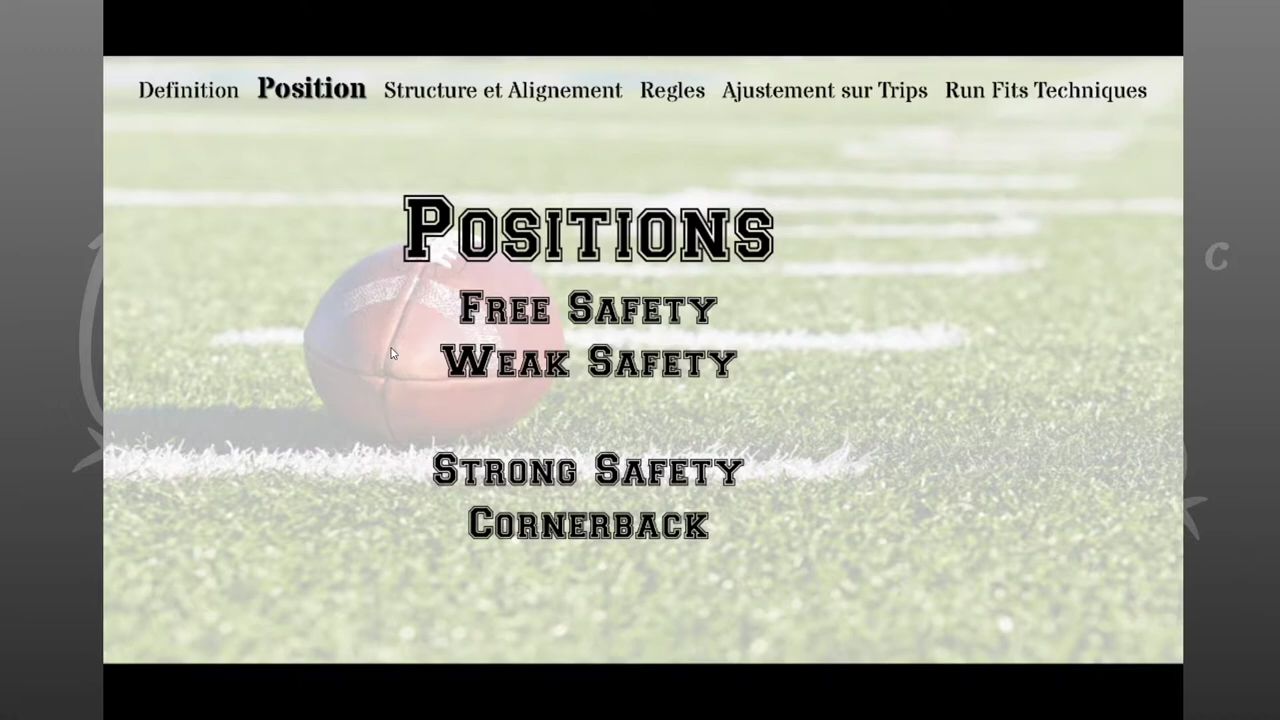 Definition Position Structure et Alignement Regles Ajustement sur Trips Run Fits Techniques
Positions
Free Safety
Weak Safety
Strong Safety
Cornerback
C